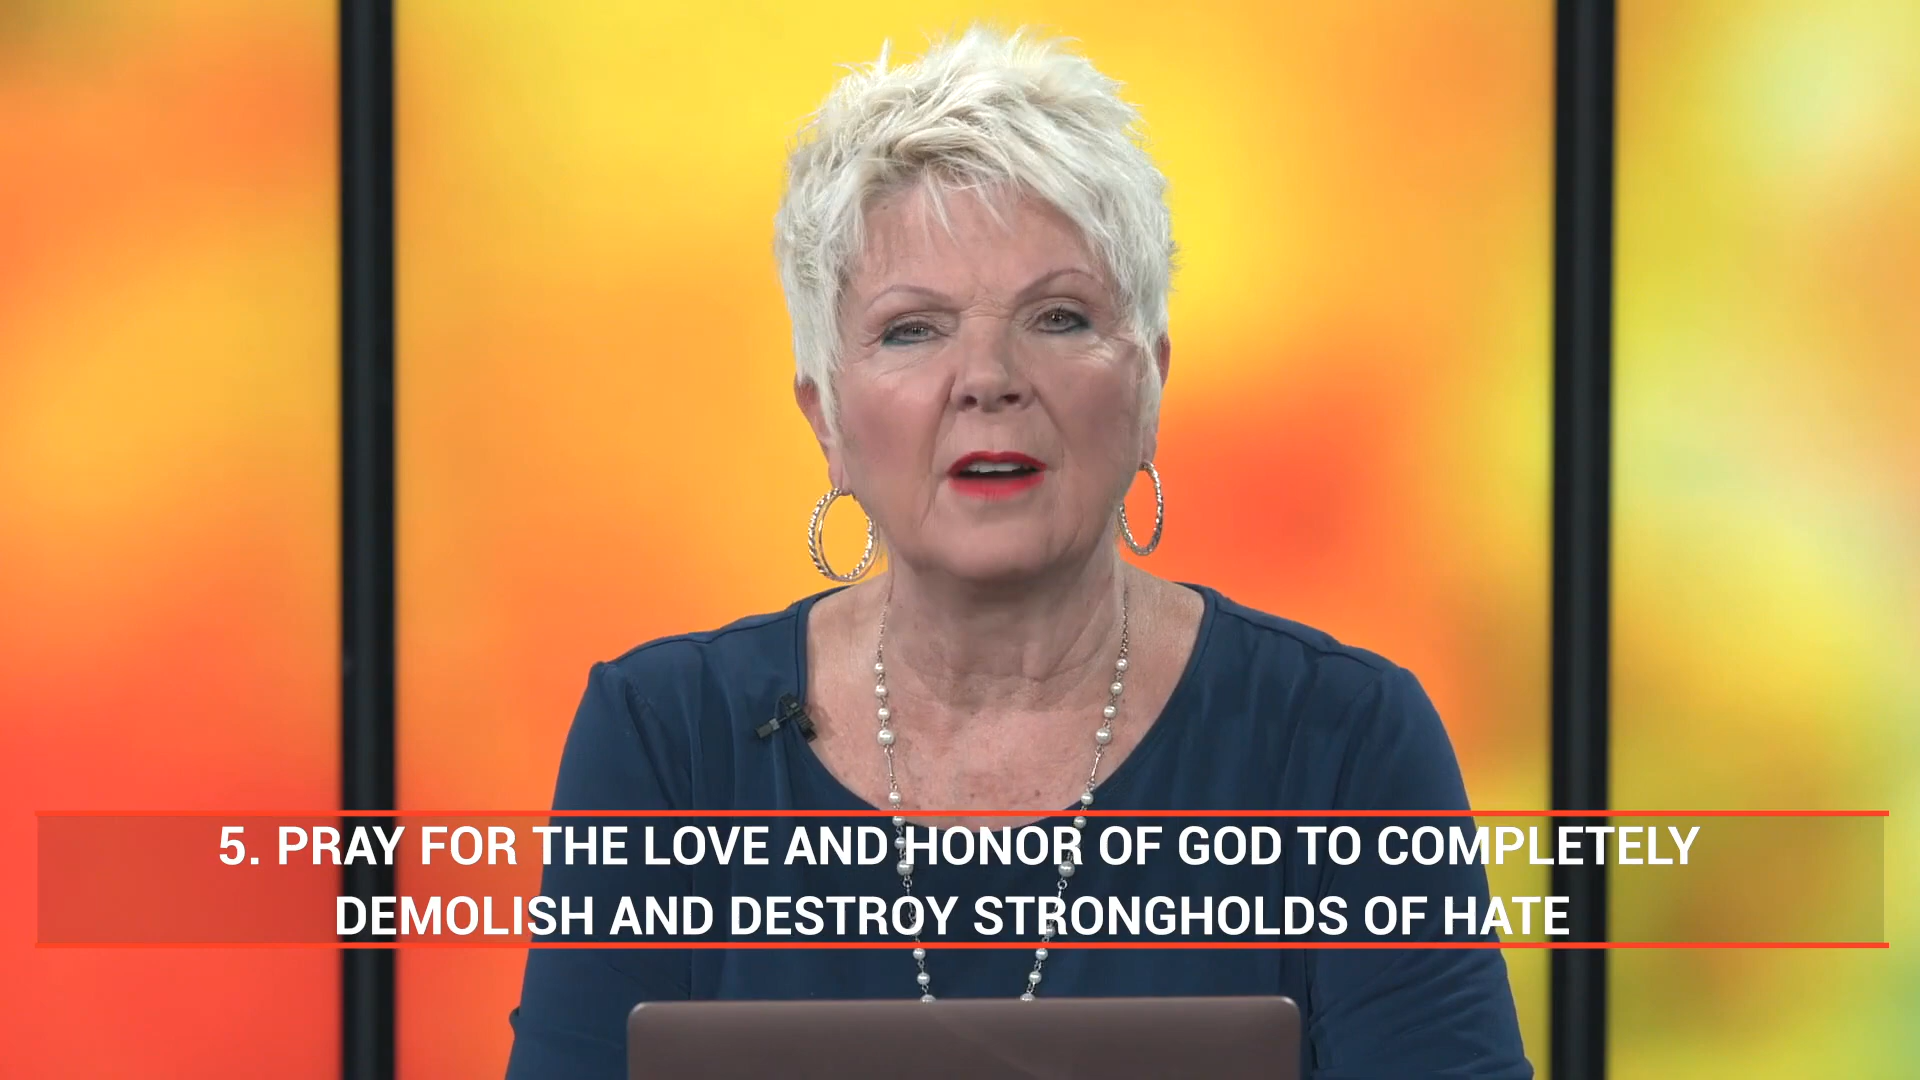 5. PRAY FOR THE LOVE AND HONOR OF GOD TO COMPLETELY
DEMOLISH AND DESTROY STRONGHOLDS OF HATE